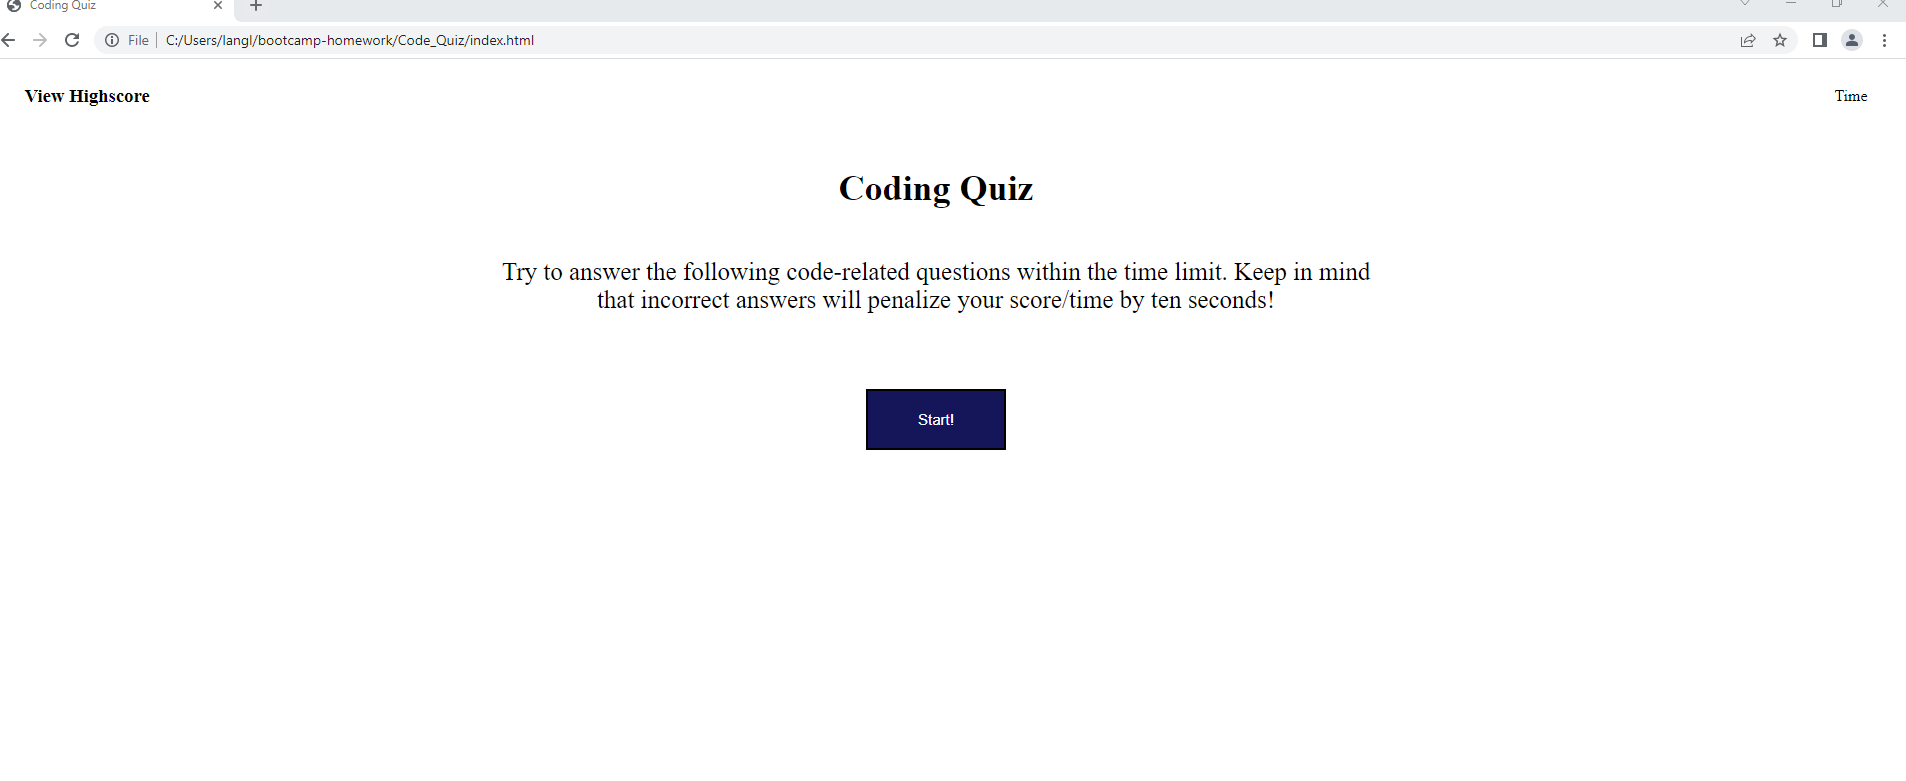 Coding Quiz
File | C:/Users/langl/bootcamp-homework/Code_Quiz/index.html
View Highscore
Time
Coding Quiz
Try to answer the following code-related questions within the time limit. Keep in mind
that incorrect answers will penalize your score/time by ten seconds!
Start!